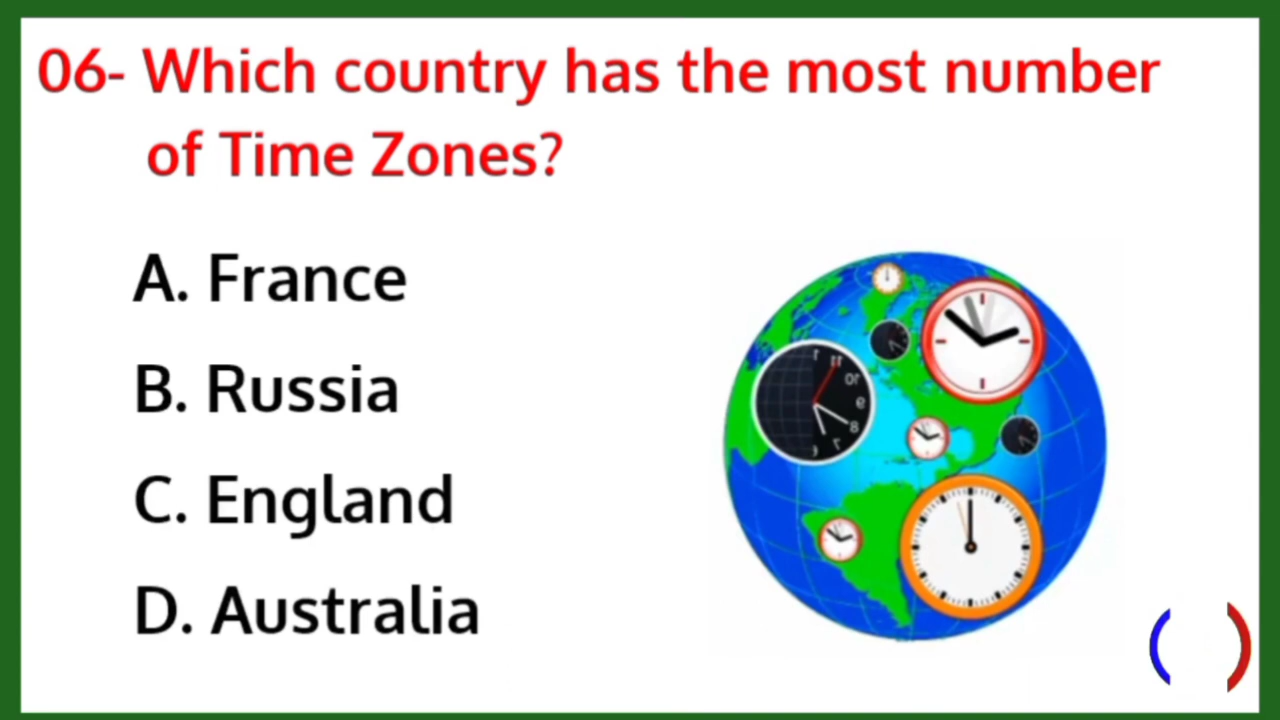 06- Which country has the most number
of Time Zones?
A. France
B. Russia
C. England
D. Australia